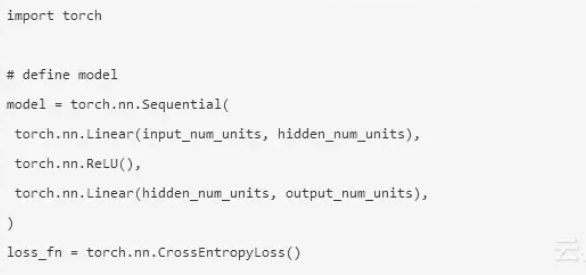 import torch
# define model
model = torch.nn.Sequential(
torch.nn.Linear(input_num_units, hidden_num_units),
torch.nn.ReLU(),
torch.nn.Linear(hidden_num_units, output_num_units),
)
loss_fn = torch.nn.CrossEntropyLoss()
云